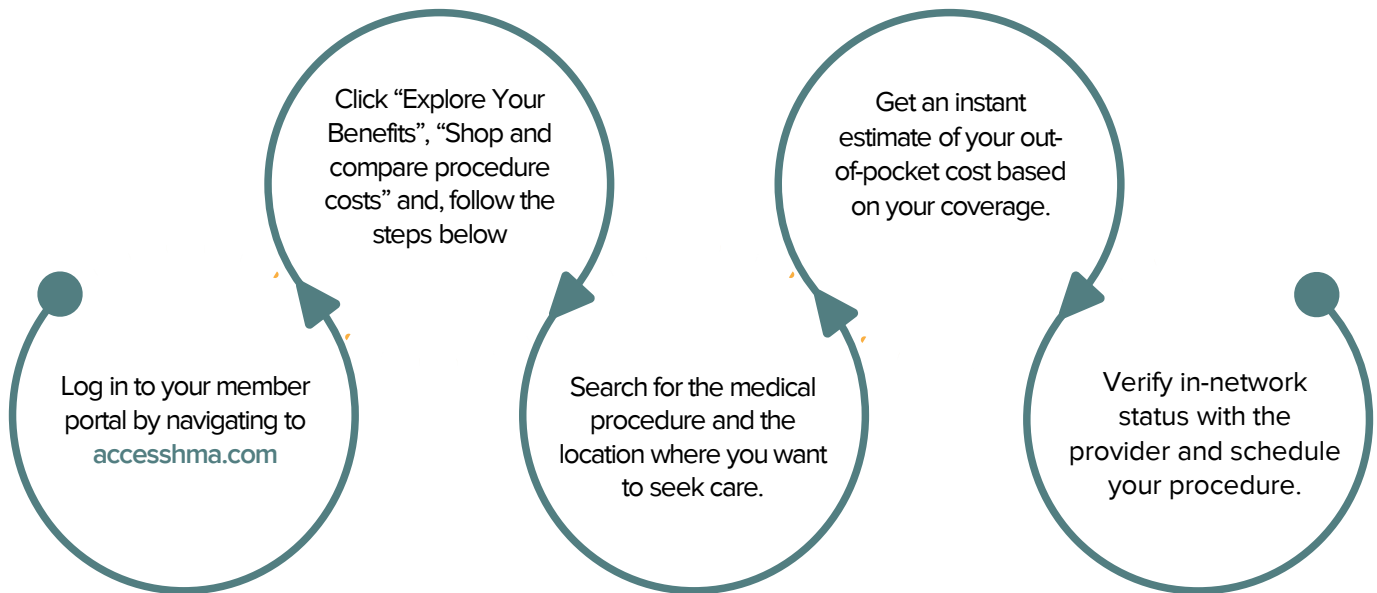 Log in to your member
portal by navigating to
accesshma.com
Click “Explore Your
Benefits”, “Shop and
compare procedure
costs” and, follow the
steps below
Search for the medical
procedure and the
location where you want
to seek care.
Get an instant
estimate of your out-
of-pocket cost based
on your coverage.
Verify in-network
status with the
provider and schedule
your procedure.